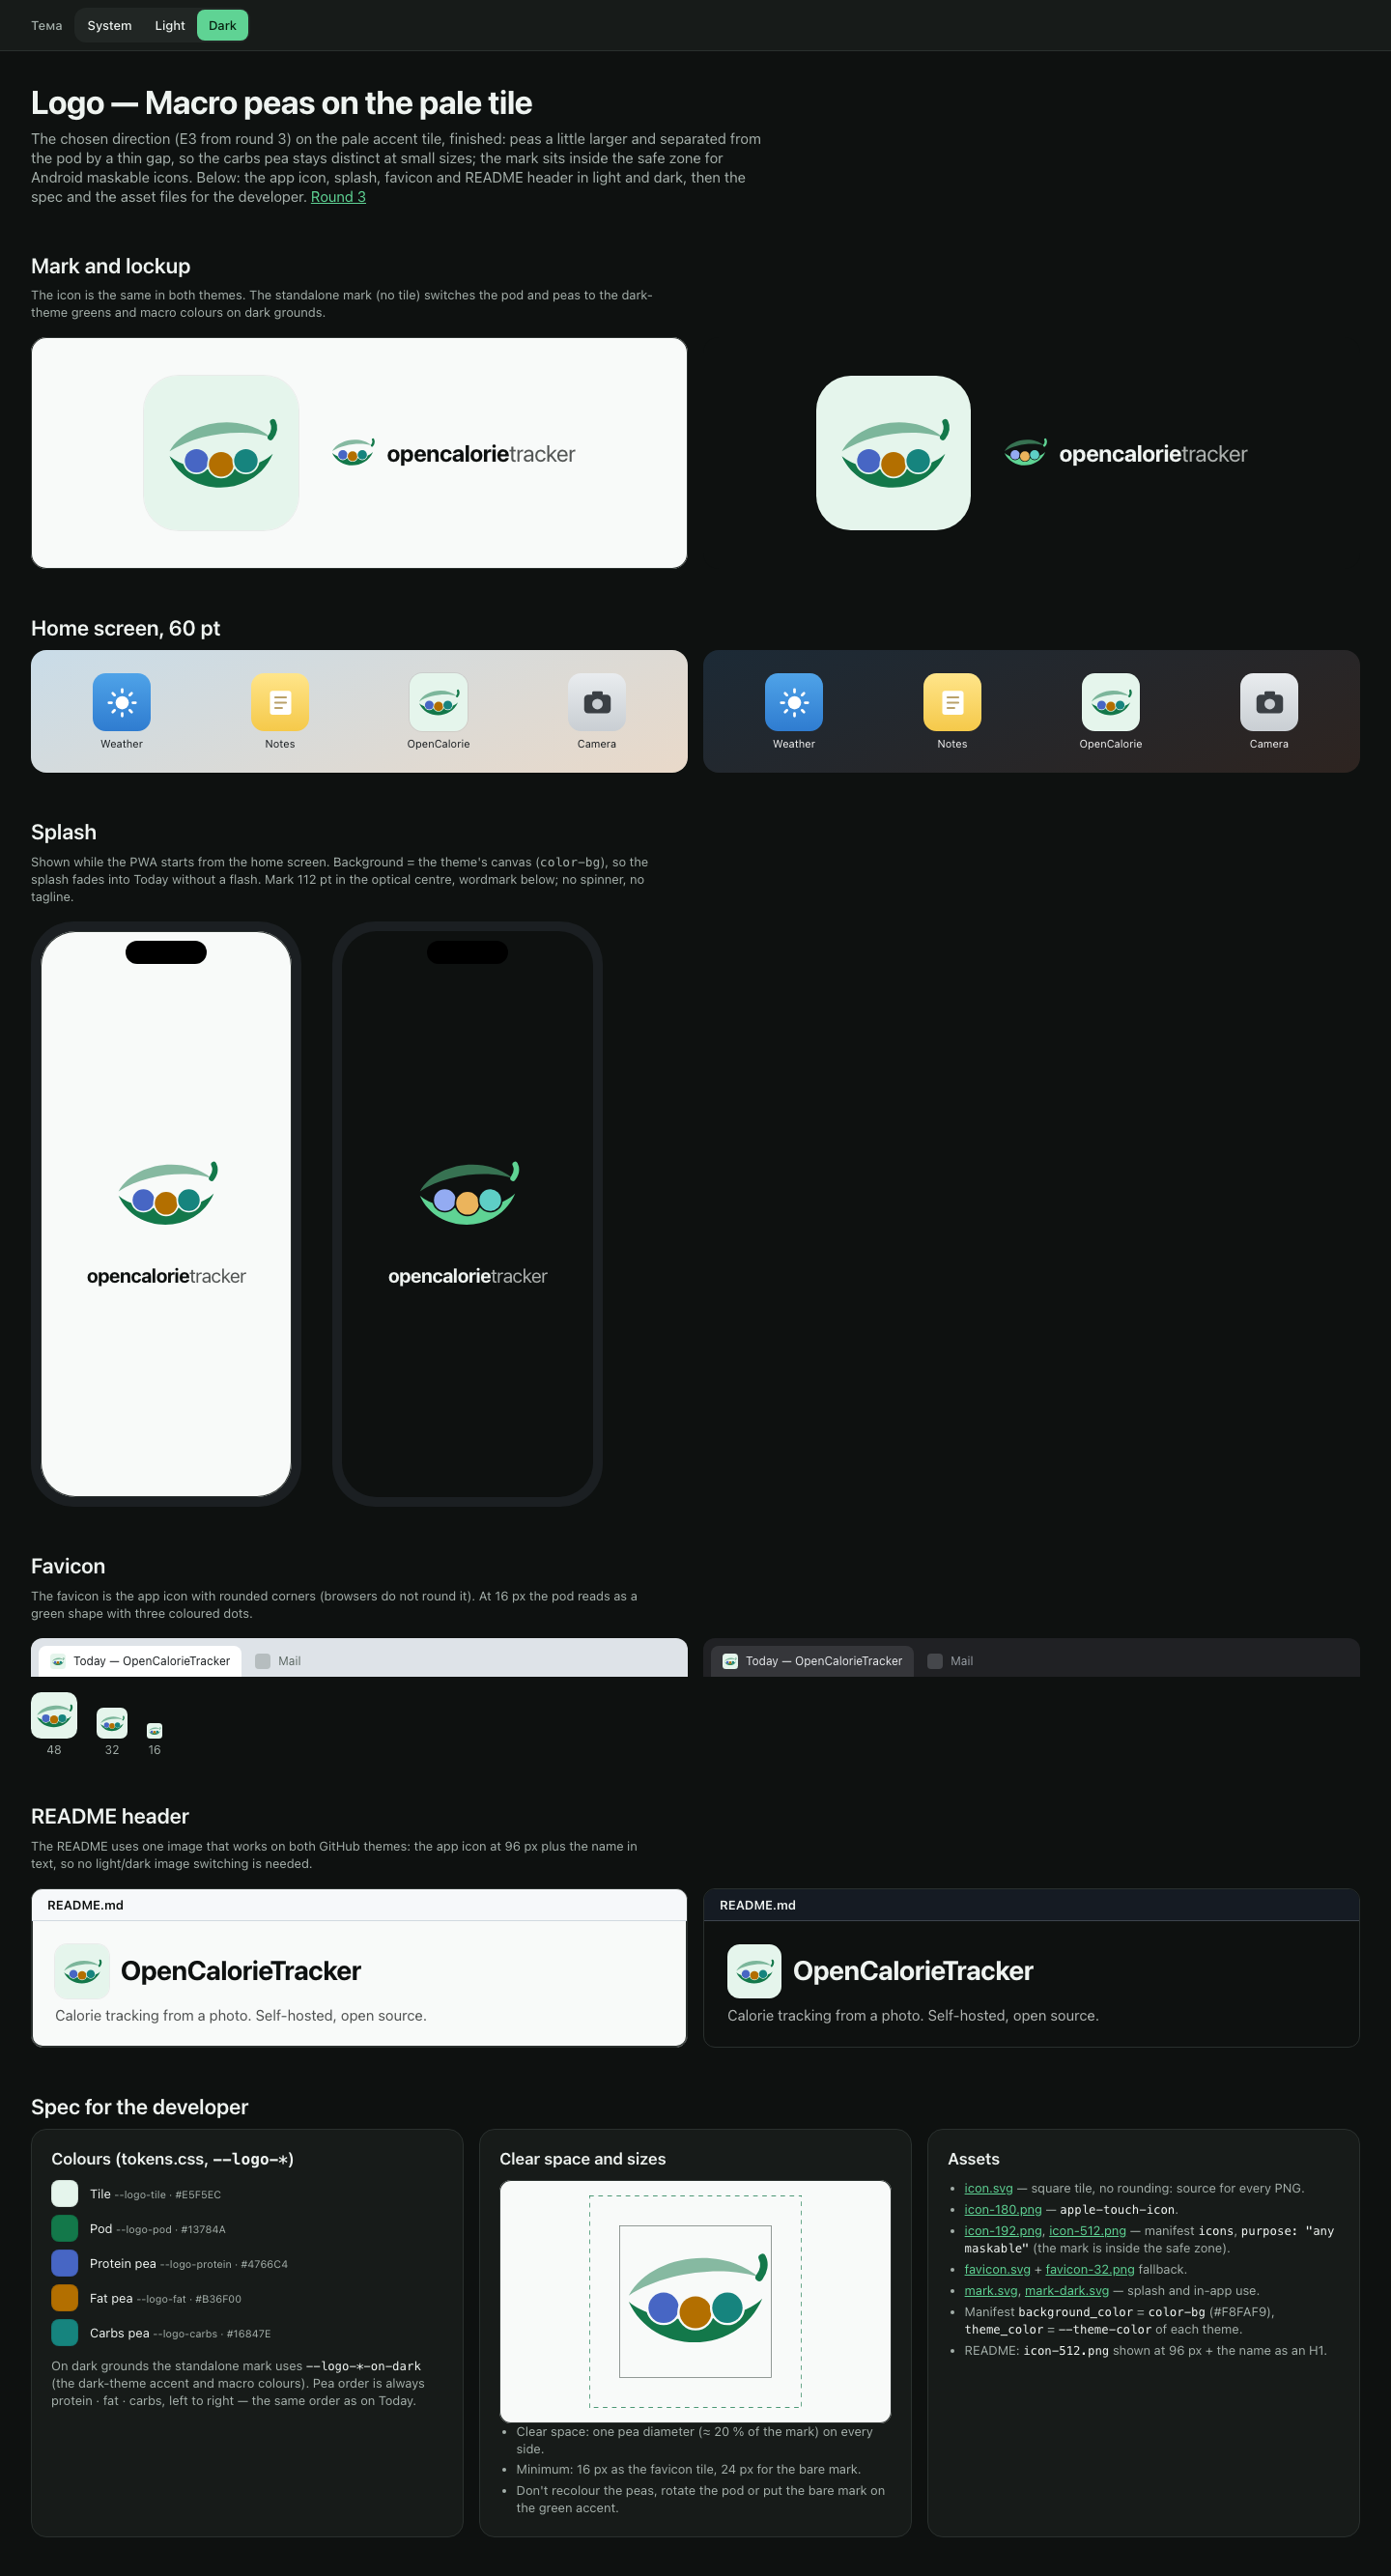 Тема System Light Dark
Logo — Macro peas on the pale tile
The chosen direction (E3 from round 3) on the pale accent tile, finished: peas a little larger and separated from
the pod by a thin gap, so the carbs pea stays distinct at small sizes; the mark sits inside the safe zone for
Android maskable icons. Below: the app icon, splash, favicon and README header in light and dark, then the
spec and the asset files for the developer. Round 3
Mark and lockup
The icon is the same in both themes. The standalone mark (no tile) switches the pod and peas to the dark-
theme greens and macro colours on dark grounds.
opencalorietracker
opencalorietracker
Home screen, 60 pt
Weather Notes OpenCalorie Camera
Weather Notes OpenCalorie Camera
Splash
Shown while the PWA starts from the home screen. Background = the theme's canvas (color-bg), so the
splash fades into Today without a flash. Mark 112 pt in the optical centre, wordmark below; no spinner, no
tagline.
opencalorietracker
opencalorietracker
Favicon
The favicon is the app icon with rounded corners (browsers do not round it). At 16 px the pod reads as a
green shape with three coloured dots.
Today — OpenCalorieTracker Mail
Today — OpenCalorieTracker Mail
48 32 16
README header
The README uses one image that works on both GitHub themes: the app icon at 96 px plus the name in
text, so no light/dark image switching is needed.
README.md
OpenCalorieTracker
Calorie tracking from a photo. Self-hosted, open source.
README.md
OpenCalorieTracker
Calorie tracking from a photo. Self-hosted, open source.
Spec for the developer
Colours (tokens.css, --logo-*)
Tile --logo-tile · #E5F5EC
Pod --logo-pod · #13784A
Protein pea --logo-protein · #4766C4
Fat pea --logo-fat · #B36F00
Carbs pea --logo-carbs · #16847E
On dark grounds the standalone mark uses --logo-*-on-dark
(the dark-theme accent and macro colours). Pea order is always
protein · fat · carbs, left to right — the same order as on Today.
Clear space and sizes
• Clear space: one pea diameter (≈ 20 % of the mark) on every
side.
• Minimum: 16 px as the favicon tile, 24 px for the bare mark.
• Don't recolour the peas, rotate the pod or put the bare mark on
the green accent.
Assets
• icon.svg — square tile, no rounding: source for every PNG.
• icon-180.png — apple-touch-icon.
• icon-192.png, icon-512.png — manifest icons, purpose: "any
maskable" (the mark is inside the safe zone).
• favicon.svg + favicon-32.png fallback.
• mark.svg, mark-dark.svg — splash and in-app use.
• Manifest background_color = color-bg (#F8FAF9),
theme_color = --theme-color of each theme.
• README: icon-512.png shown at 96 px + the name as an H1.